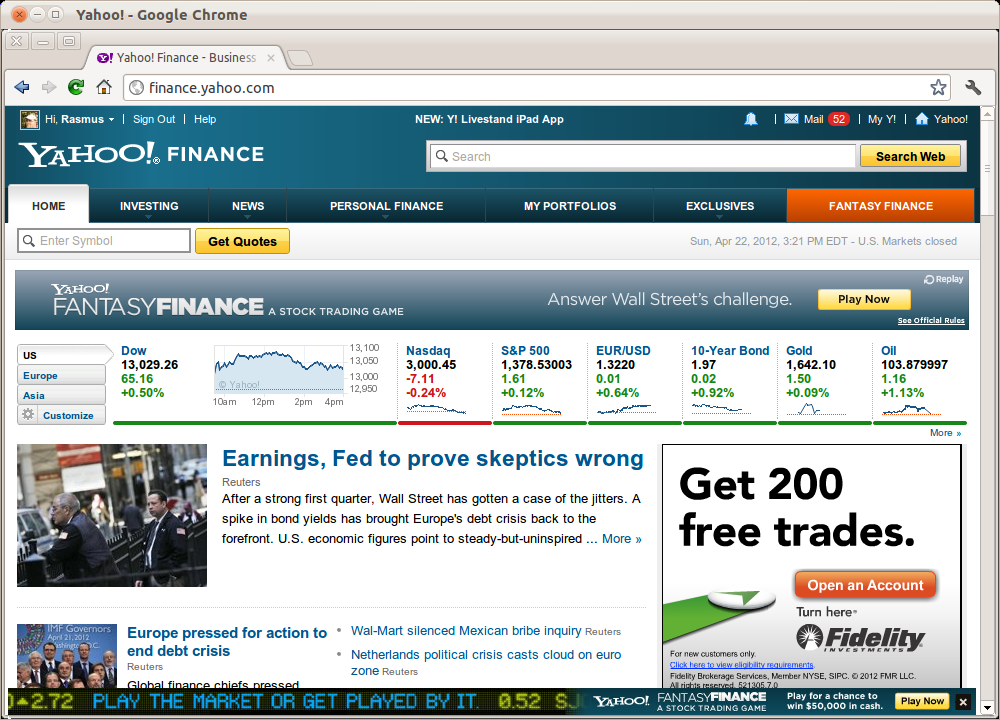 Yahoo! - Google Chrome
Yahoo! Finance - Business
finance.yahoo.com
Hi, Rasmus | Sign Out | Help
NEW: Y! Livestand iPad App
Mail 52 | My Y! | Yahoo!
YAHOO!® FINANCE
Search
Search Web
HOME
INVESTING
NEWS
PERSONAL FINANCE
MY PORTFOLIOS
EXCLUSIVES
FANTASY FINANCE
Enter Symbol
Get Quotes
Sun, Apr 22, 2012, 3:21 PM EDT - U.S. Markets closed
YAHOO!
FANTASYFINANCE A STOCK TRADING GAME
Answer Wall Street's challenge.
Play Now
Replay
See Official Rules
US
Europe
Asia
Customize
Dow
13,029.26
65.16
+0.50%
© Yahoo!
13,100
13,050
13,000
12,950
10am 12pm 2pm 4pm
Nasdaq
3,000.45
-7.11
-0.24%
S&P 500
1,378.53003
1.61
+0.12%
EUR/USD
1.3220
0.01
+0.64%
10-Year Bond
1.97
0.02
+0.92%
Gold
1,642.10
1.50
+0.09%
Oil
103.879997
1.16
+1.13%
More »
Earnings, Fed to prove skeptics wrong
Reuters
After a strong first quarter, Wall Street has gotten a case of the jitters. A
spike in bond yields has brought Europe's debt crisis back to the
forefront. U.S. economic figures point to steady-but-uninspired ... More »
Get 200
free trades.
Open an Account
Turn here®
Fidelity
INVESTMENTS
For new customers only.
Click here to view eligibility requirements.
Fidelity Brokerage Services, Member NYSE, SIPC. © 2012 FMR LLC.
All rights reserved. 521305.7.0
IMF Governors
April 21, 2012
Washington, D.C.
Europe pressed for action to
end debt crisis
Reuters
Global finance chiefs pressed
• Wal-Mart silenced Mexican bribe inquiry Reuters
• Netherlands political crisis casts cloud on euro
zone Reuters
2.72 PLAY THE MARKET OR GET PLAYED BY IT. 0.52
YAHOO! FANTASYFINANCE
A STOCK TRADING GAME
Play for a chance to
win $50,000 in cash.
Play Now